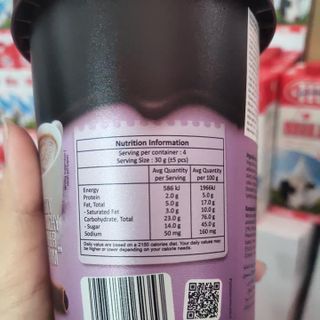 Nutrition Information
Serving per container : 4
Serving Size : 30 g (±5 pcs)
Avg Quantity per Serving Avg Quantity per 100 g
Energy 586 kJ 1966kJ
Protein 2.0 g 5.0 g
Fat, Total 5.0 g 17.0 g
- Saturated Fat 3.0 g 10.0 g
Carbohydrate, Total 23.0 g 76.0 g
- Sugar 14.0 g 45.0 g
Sodium mg 160 mg
Daily value are based on a 2150 calories diet. Your daily values may
be higher or lower depending on your calorie needs.